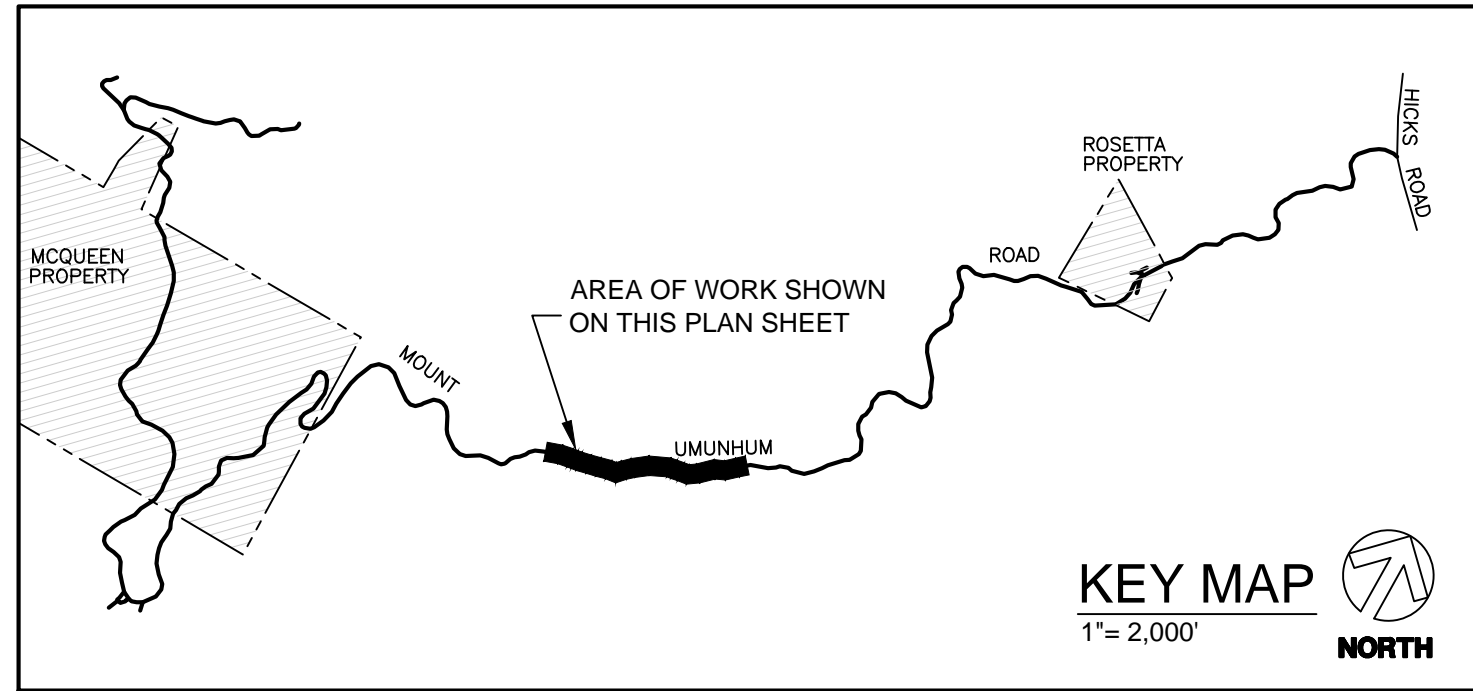 HICKS
ROAD
ROSETTA
PROPERTY
MCQUEEN
PROPERTY
ROAD
AREA OF WORK SHOWN
ON THIS PLAN SHEET
MOUNT
UMUNHUM
KEY MAP
1"= 2,000'
NORTH